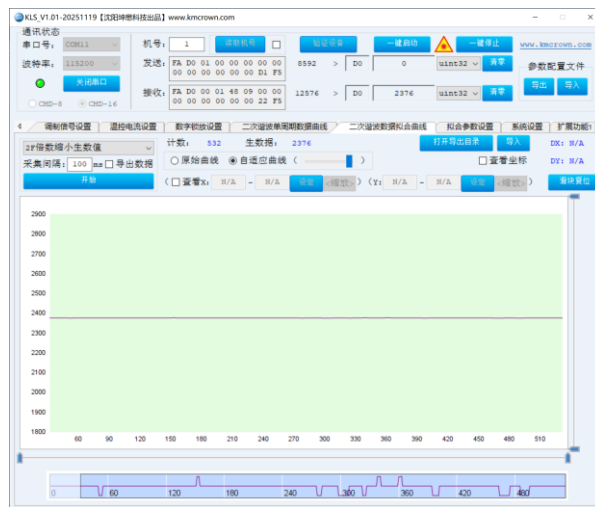 KLS_V1.01-20251119【沈阳坤懋科技出品】www.kmcrown.com
通讯状态
串口号: COM11 机号: 1 读取机号 验证设备 一键启动 一键停止 www.kmcrown.com
波特率: 115200 发送: FA D0 01 00 00 00 00 00 00 00 00 00 00 00 D1 F5 8592 > D0 0 uint32 清零 参数配置文件
关闭串口 导出 导入
CHD-8 CHD-16 接收: FA D0 00 01 48 09 00 00 00 00 00 00 00 00 22 F5 12576 > D0 2376 uint32 清零
调制信号设置 温控电流设置 数字锁放设置 二次谐波单周期数据曲线 二次谐波数据拟合曲线 拟合参数设置 系统设置 扩展功能
2F倍数缩小生数值 计数: 532 生数据: 2376 打开导出目录 导入 DX: N/A
采集间隔: 100 ms 导出数据 原始曲线 自适应曲线 ( ) 查看坐标 DY: N/A
开始 ( 查看X: N/A - N/A 设定 <缩放> ) (Y: N/A - N/A 设定 <缩放> ) 滑块复位
2900
2800
2700
2600
2500
2400
2300
2200
2100
2000
1900
1800
60 90 120 150 180 210 240 270 300 330 360 390 420 450 480 510
0 60 120 180 240 300 360 420 480